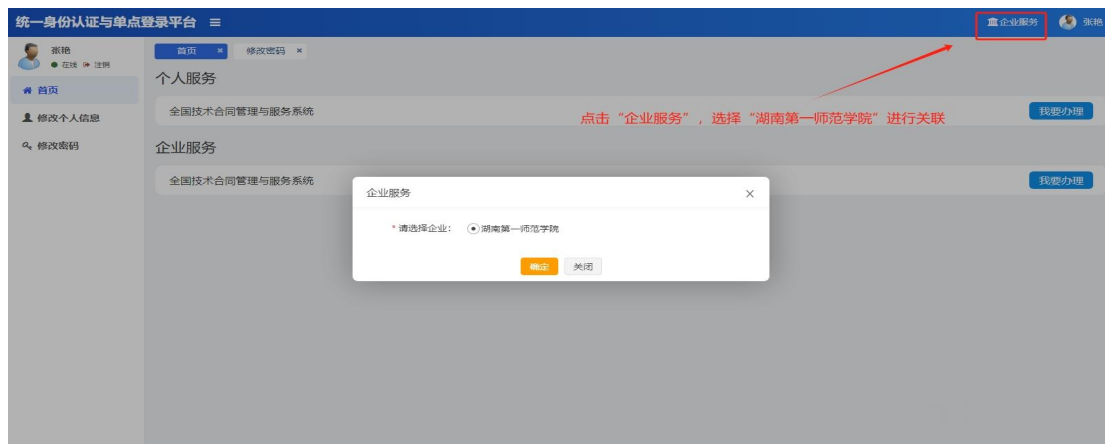 统一身份认证与单点登录平台
企业服务
张艳
张艳
在线 注销
首页 × 修改密码 ×
首页
修改个人信息
修改密码
个人服务
全国技术合同管理与服务系统
我要办理
点击“企业服务”，选择“湖南第一师范学院”进行关联
企业服务
全国技术合同管理与服务系统
我要办理
企业服务 ×
*请选择企业： 湖南第一师范学院
确定 关闭